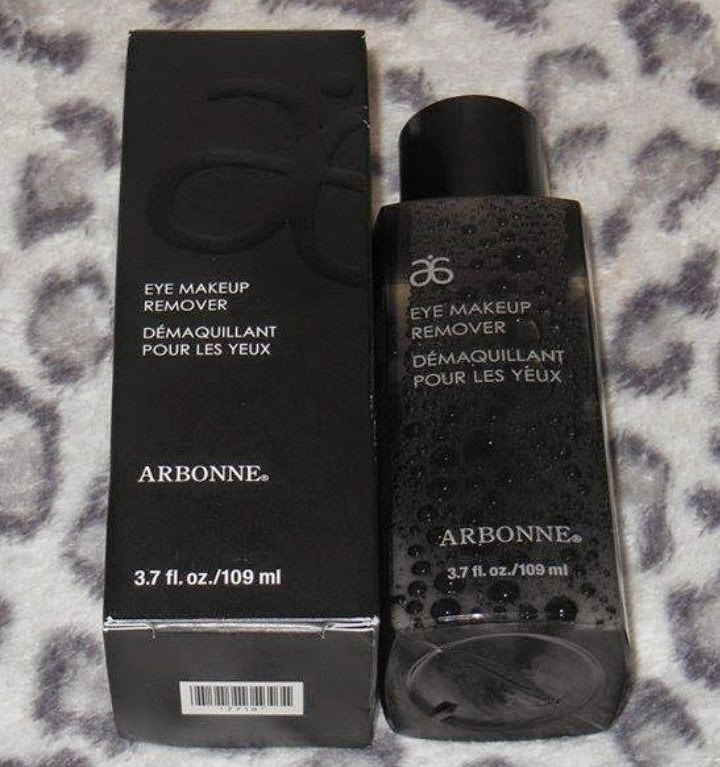 EYE MAKEUP
REMOVER
DÉMAQUILLANT
POUR LES YEUX
ARBONNE®
3.7 fl. oz./109 ml
EYE MAKEUP
REMOVER
DÉMAQUILLANT
POUR LES YEUX
ARBONNE®
3.7 fl. oz./109 ml